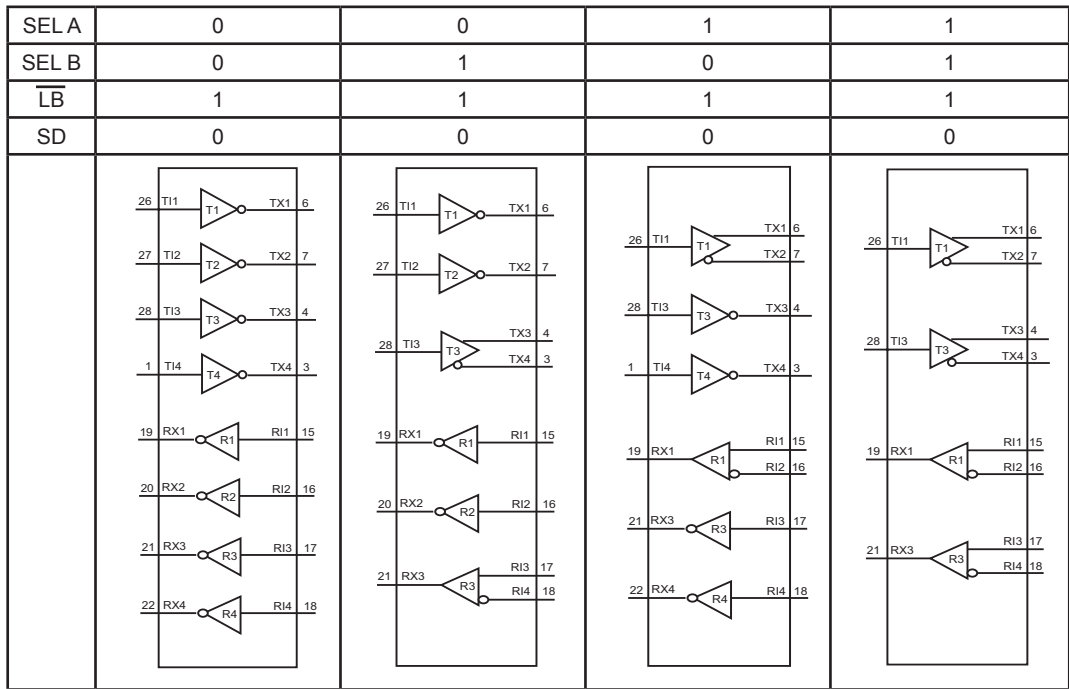 SEL A 0 0 1 1
SEL B 0 1 0 1
LB 1 1 1 1
SD 0 0 0 0
26 TI1 T1 TX1 6
27 TI2 T2 TX2 7
28 TI3 T3 TX3 4
1 TI4 T4 TX4 3
19 RX1 R1 RI1 15
20 RX2 R2 RI2 16
21 RX3 R3 RI3 17
22 RX4 R4 RI4 18
26 TI1 T1 TX1 6
27 TI2 T2 TX2 7
28 TI3 T3 TX3 4
TX4 3
19 RX1 R1 RI1 15
20 RX2 R2 RI2 16
21 RX3 R3 RI3 17
RI4 18
26 TI1 T1 TX1 6
TX2 7
28 TI3 T3 TX3 4
1 TI4 T4 TX4 3
19 RX1 R1 RI1 15
RI2 16
21 RX3 R3 RI3 17
22 RX4 R4 RI4 18
26 TI1 T1 TX1 6
TX2 7
28 TI3 T3 TX3 4
TX4 3
19 RX1 R1 RI1 15
RI2 16
21 RX3 R3 RI3 17
RI4 18